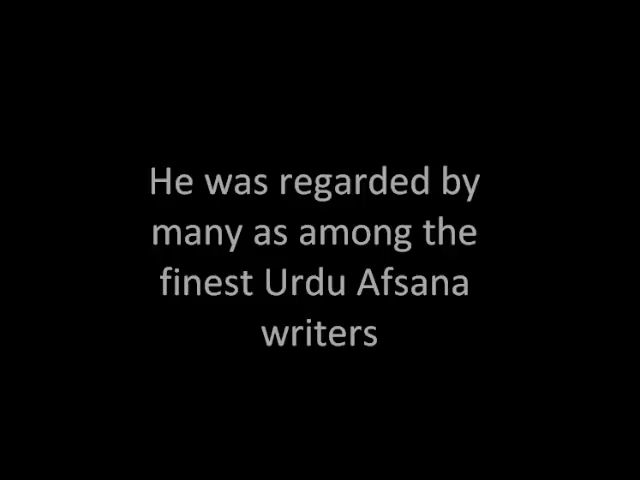 He was regarded by
many as among the
finest Urdu Afsana
writers